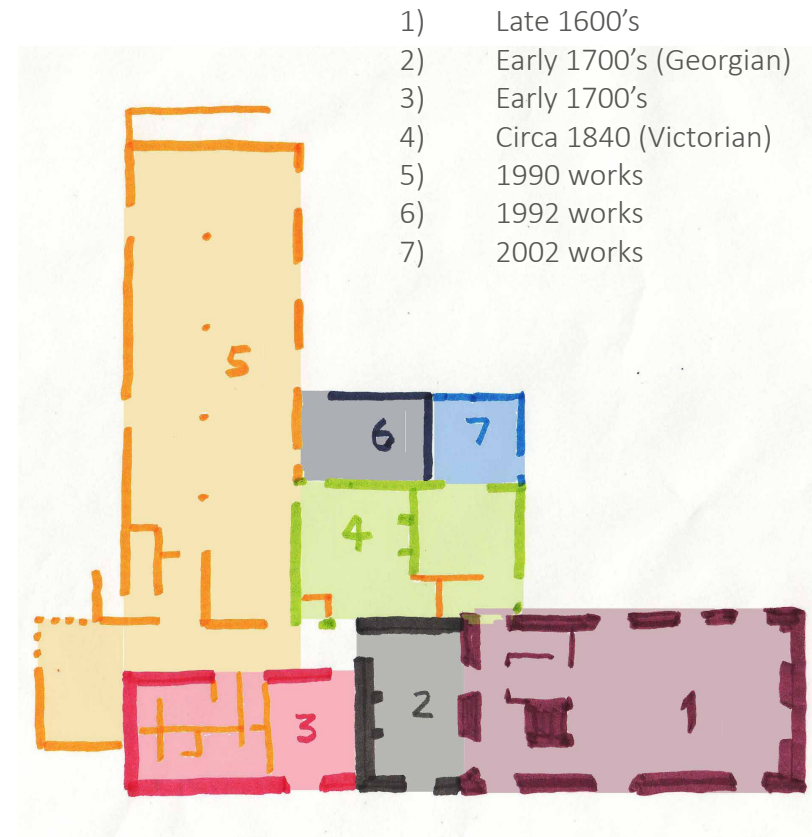 1) Late 1600’s
2) Early 1700’s (Georgian)
3) Early 1700’s
4) Circa 1840 (Victorian)
5) 1990 works
6) 1992 works
7) 2002 works
5
6
7
4
3
2
1